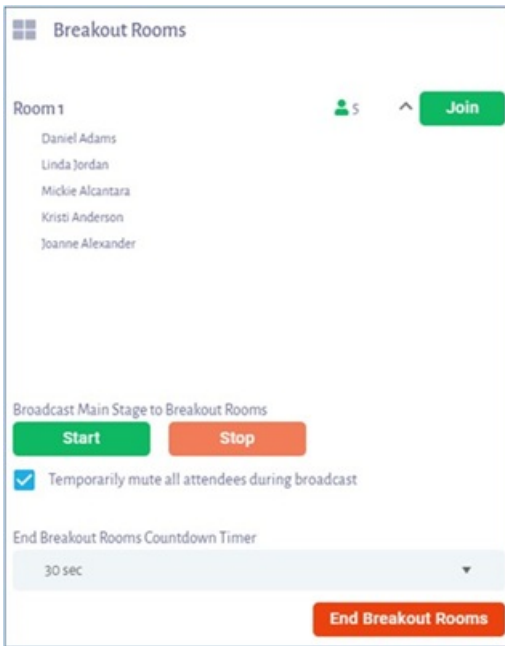 Breakout Rooms
Room 1 5 Join
Daniel Adams
Linda Jordan
Mickie Alcantara
Kristi Anderson
Joanne Alexander
Broadcast Main Stage to Breakout Rooms
Start Stop
Temporarily mute all attendees during broadcast
End Breakout Rooms Countdown Timer
30 sec
End Breakout Rooms